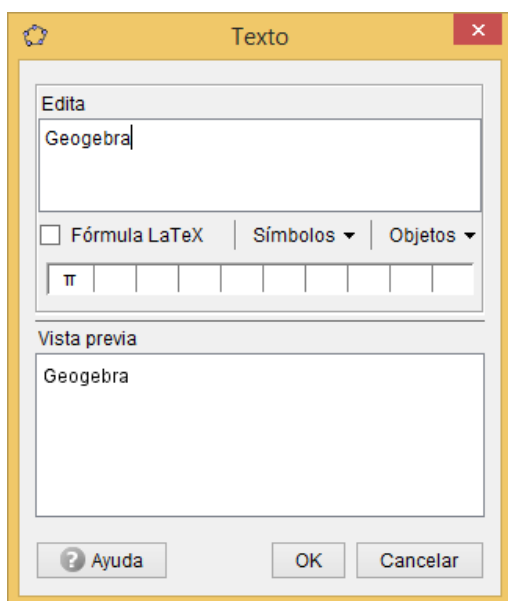 Texto
Edita
Geogebra
Fórmula LaTeX Símbolos Objetos
π
Vista previa
Geogebra
? Ayuda OK Cancelar